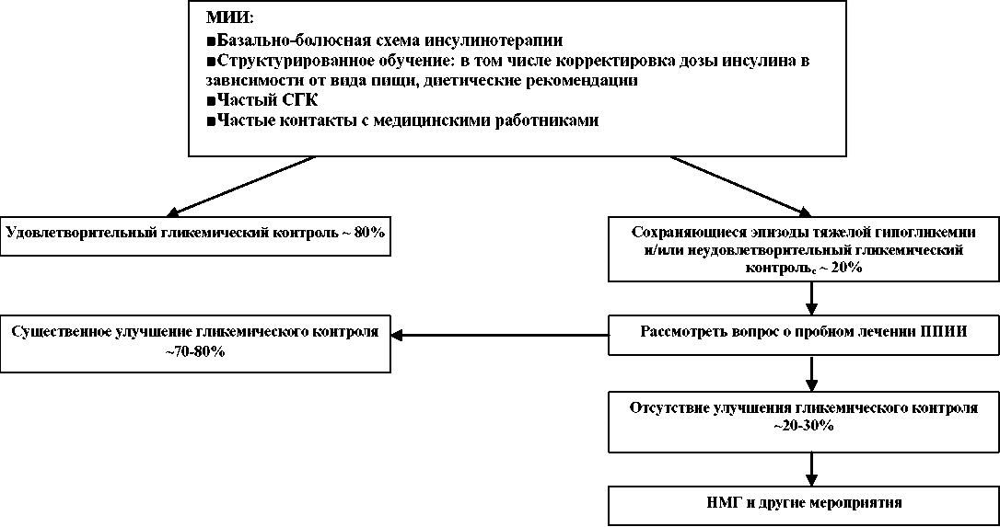 МИИ:
■Базально-болюсная схема инсулинотерапии
■Структурированное обучение: в том числе корректировка дозы инсулина в
зависимости от вида пищи, диетические рекомендации
■Частый СГК
■Частые контакты с медицинскими работниками
Удовлетворительный гликемический контроль ~ 80%
Сохраняющиеся эпизоды тяжелой гипогликемии
и/или неудовлетворительный гликемический
контрольc ~ 20%
Существенное улучшение гликемического контроля
~70-80%
Рассмотреть вопрос о пробном лечении ППИИ
Отсутствие улучшения гликемического контроля
~20-30%
НМГ и другие мероприятия